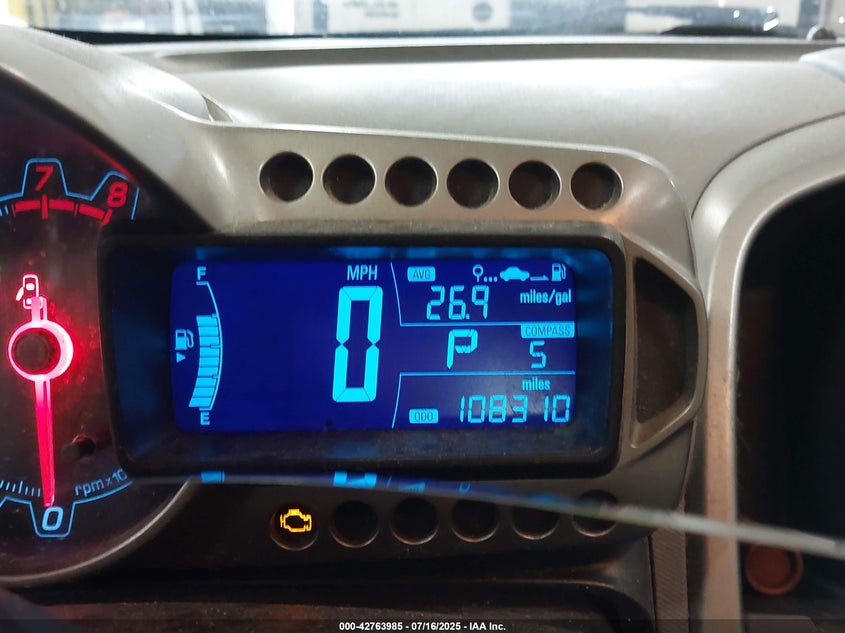 7
8
F
MPH
AVG
26.9 miles/gal
0
COMPASS
P S
miles
E
ODO 108310
rpm x 10
0
000-42763985 - 07/16/2025 - IAA Inc.